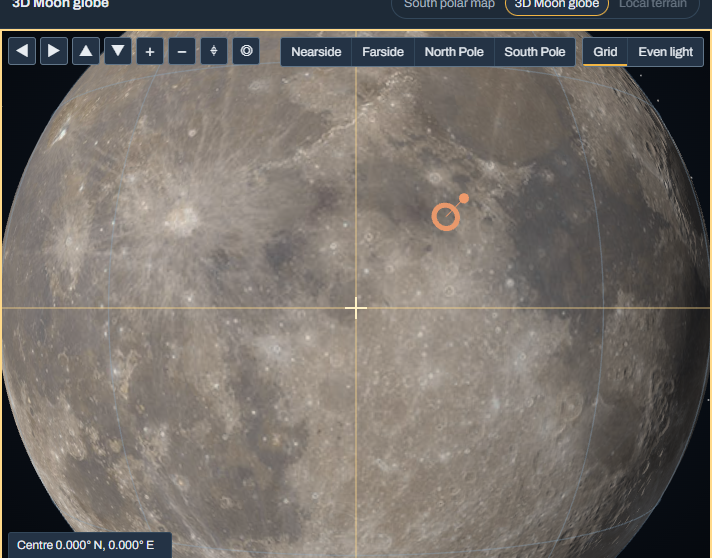 3D Moon globe
South polar map
3D Moon globe
Local terrain
+
−
Nearside
Farside
North Pole
South Pole
Grid
Even light
Centre 0.000° N, 0.000° E